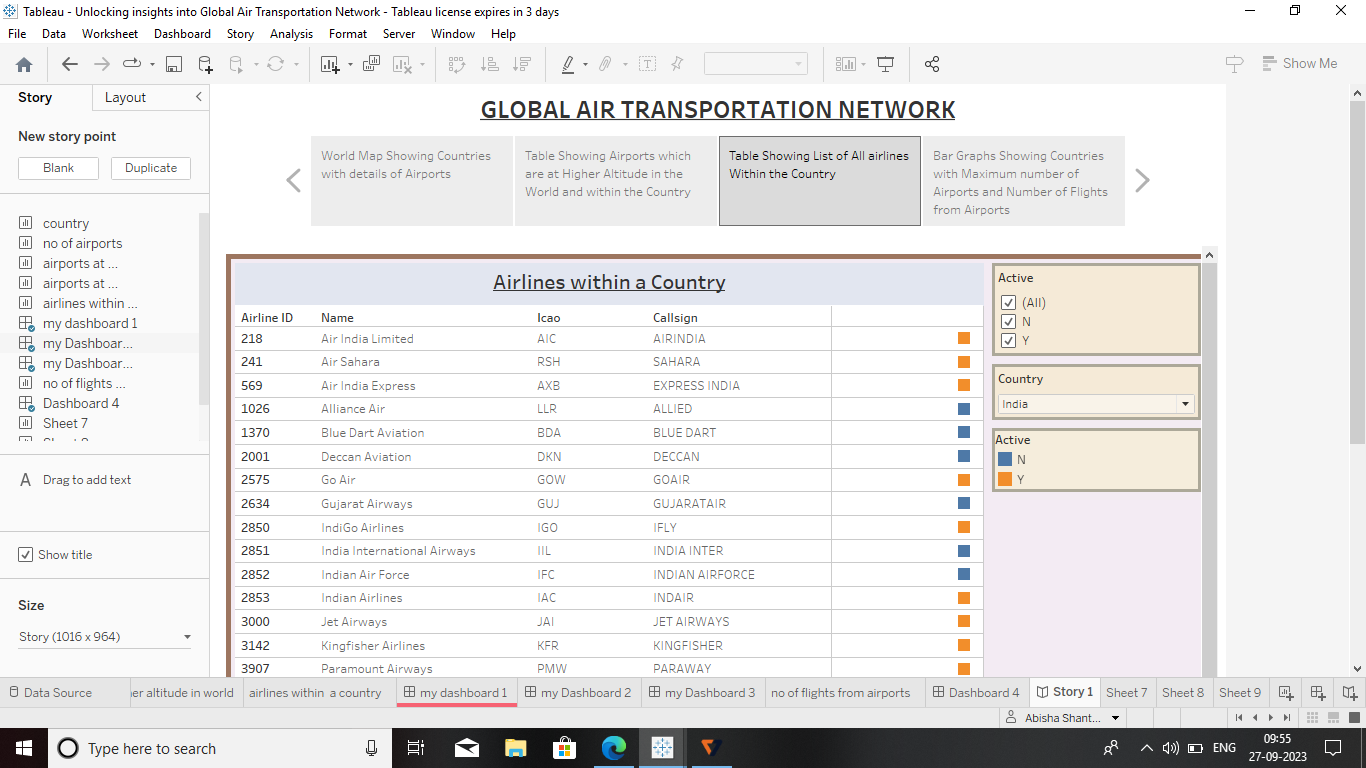 Tableau - Unlocking insights into Global Air Transportation Network - Tableau license expires in 3 days
File Data Worksheet Dashboard Story Analysis Format Server Window Help
Show Me
Story Layout
New story point
Blank Duplicate
country
no of airports
airports at ...
airports at ...
airlines within ...
my dashboard 1
my Dashboar...
my Dashboar...
no of flights ...
Dashboard 4
Sheet 7
A Drag to add text
Show title
Size
Story (1016 x 964)
GLOBAL AIR TRANSPORTATION NETWORK
World Map Showing Countries
with details of Airports
Table Showing Airports which
are at Higher Altitude in the
World and within the Country
Table Showing List of All airlines
Within the Country
Bar Graphs Showing Countries
with Maximum number of
Airports and Number of Flights
from Airports
Airlines within a Country
Airline ID Name Icao Callsign
218 Air India Limited AIC AIRINDIA
241 Air Sahara RSH SAHARA
569 Air India Express AXB EXPRESS INDIA
1026 Alliance Air LLR ALLIED
1370 Blue Dart Aviation BDA BLUE DART
2001 Deccan Aviation DKN DECCAN
2575 Go Air GOW GOAIR
2634 Gujarat Airways GUJ GUJARATAIR
2850 IndiGo Airlines IGO IFLY
2851 India International Airways IIL INDIA INTER
2852 Indian Air Force IFC INDIAN AIRFORCE
2853 Indian Airlines IAC INDAIR
3000 Jet Airways JAI JET AIRWAYS
3142 Kingfisher Airlines KFR KINGFISHER
3907 Paramount Airways PMW PARAWAY
Active
(All)
N
Y
Country
India
Active
N
Y
Data Source er altitude in world airlines within a country my dashboard 1 my Dashboard 2 my Dashboard 3 no of flights from airports Dashboard 4 Story 1 Sheet 7 Sheet 8 Sheet 9
Abisha Shant...
Type here to search
ENG
09:55
27-09-2023